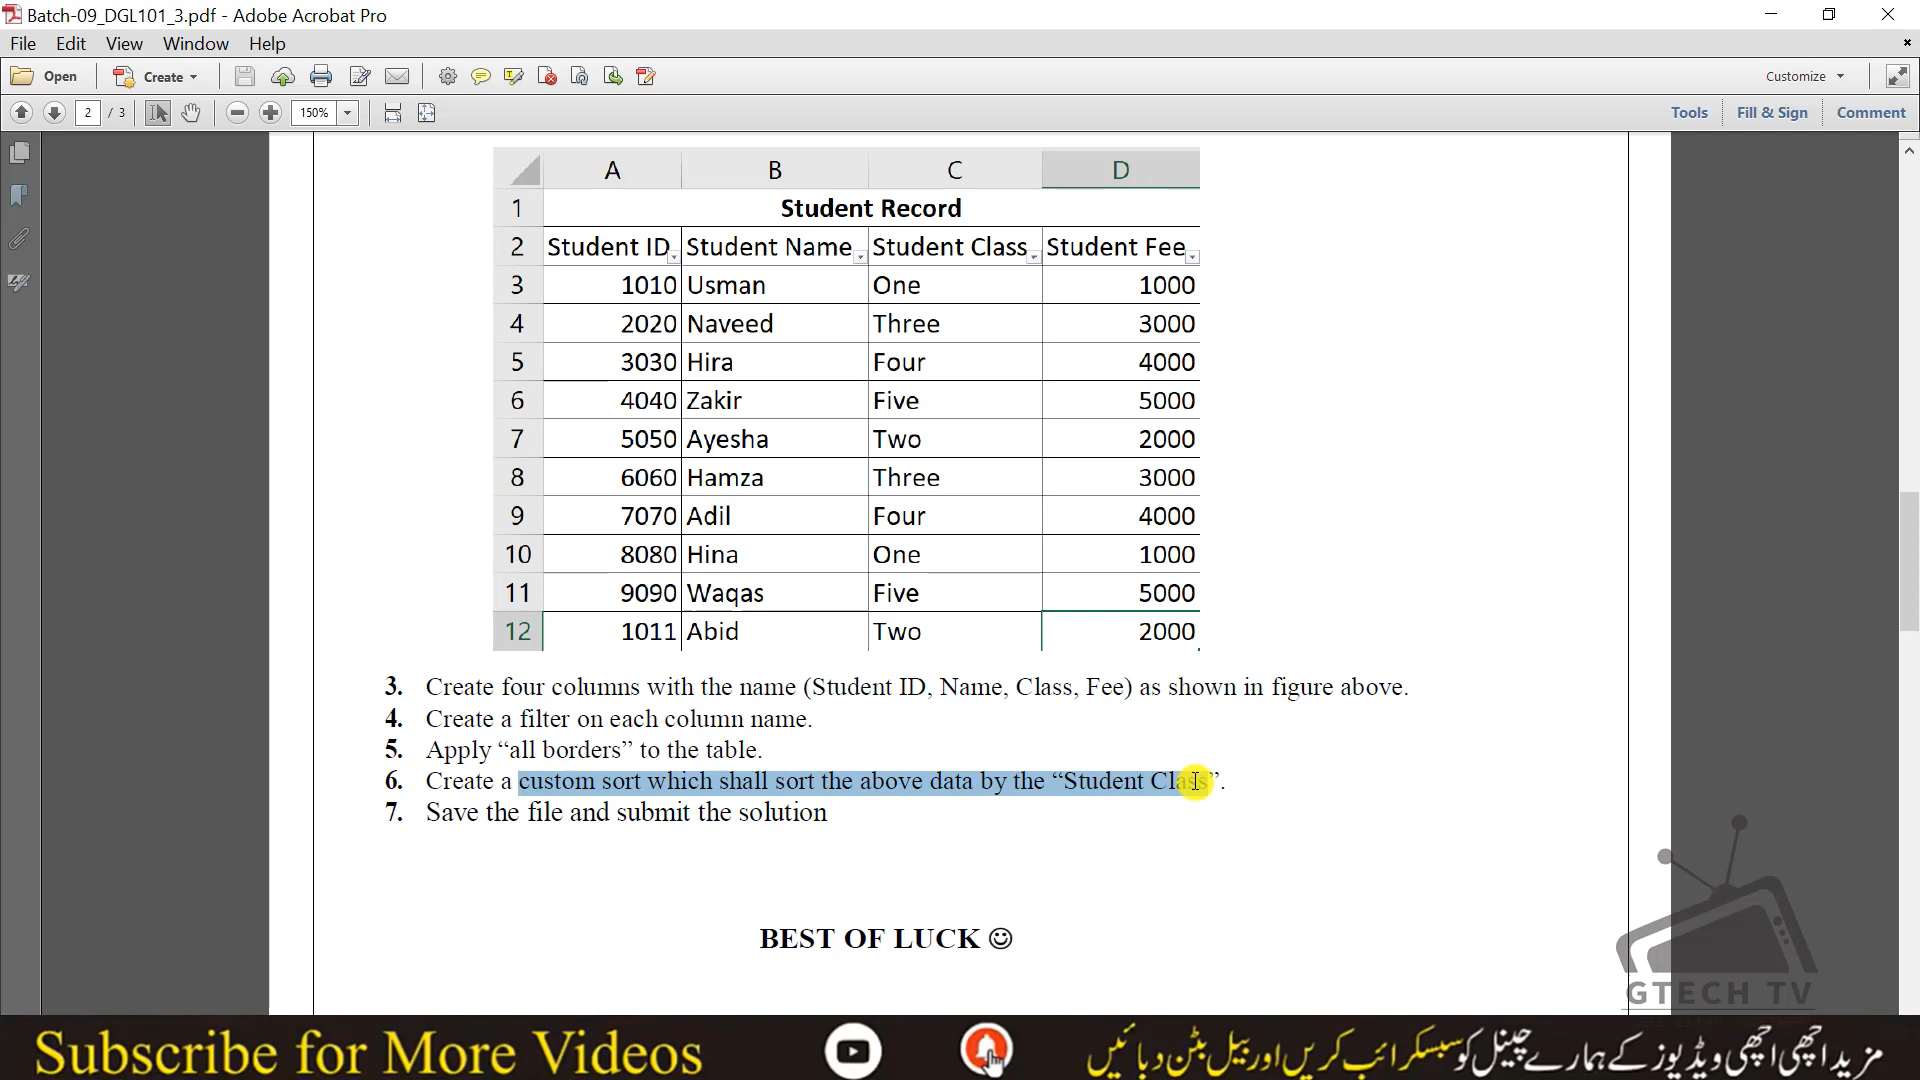 Batch-09_DGL101_3.pdf - Adobe Acrobat Pro
File Edit View Window Help
Open Create Customize
2 / 3 150% Tools Fill & Sign Comment
A B C D
1 Student Record
2 Student ID Student Name Student Class Student Fee
3 1010 Usman One 1000
4 2020 Naveed Three 3000
5 3030 Hira Four 4000
6 4040 Zakir Five 5000
7 5050 Ayesha Two 2000
8 6060 Hamza Three 3000
9 7070 Adil Four 4000
10 8080 Hina One 1000
11 9090 Waqas Five 5000
12 1011 Abid Two 2000
3. Create four columns with the name (Student ID, Name, Class, Fee) as shown in figure above.
4. Create a filter on each column name.
5. Apply “all borders” to the table.
6. Create a custom sort which shall sort the above data by the “Student Class”.
7. Save the file and submit the solution
BEST OF LUCK ☺
GTECH TV
Subscribe for More Videos
مزید اچھی اچھی ویڈیوز کے ہمارے چینل کو سبسکرائب کریں اور بیل بٹن دبائیں